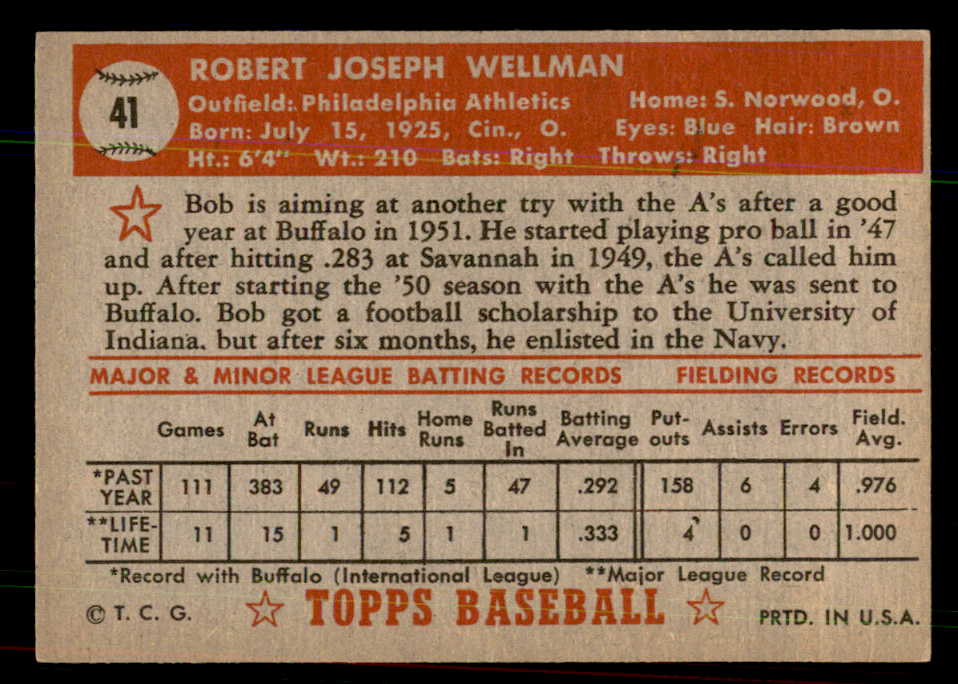 41
ROBERT JOSEPH WELLMAN
Outfield: Philadelphia Athletics Home: S. Norwood, O.
Born: July 15, 1925, Cin., O. Eyes: Blue Hair: Brown
Ht.: 6'4" Wt.: 210 Bats: Right Throws: Right
Bob is aiming at another try with the A's after a good
year at Buffalo in 1951. He started playing pro ball in '47
and after hitting .283 at Savannah in 1949, the A's called him
up. After starting the '50 season with the A's he was sent to
Buffalo. Bob got a football scholarship to the University of
Indiana. but after six months, he enlisted in the Navy.
MAJOR & MINOR LEAGUE BATTING RECORDS FIELDING RECORDS
Games At Bat Runs Hits Home Runs Runs Batted In Batting Average Put-outs Assists Errors Field. Avg.
*PAST YEAR 111 383 49 112 5 47 .292 158 6 4 .976
**LIFE-TIME 11 15 1 5 1 1 .333 4 0 0 1.000
*Record with Buffalo (International League) **Major League Record
© T. C. G. TOPPS BASEBALL PRTD. IN U.S.A.